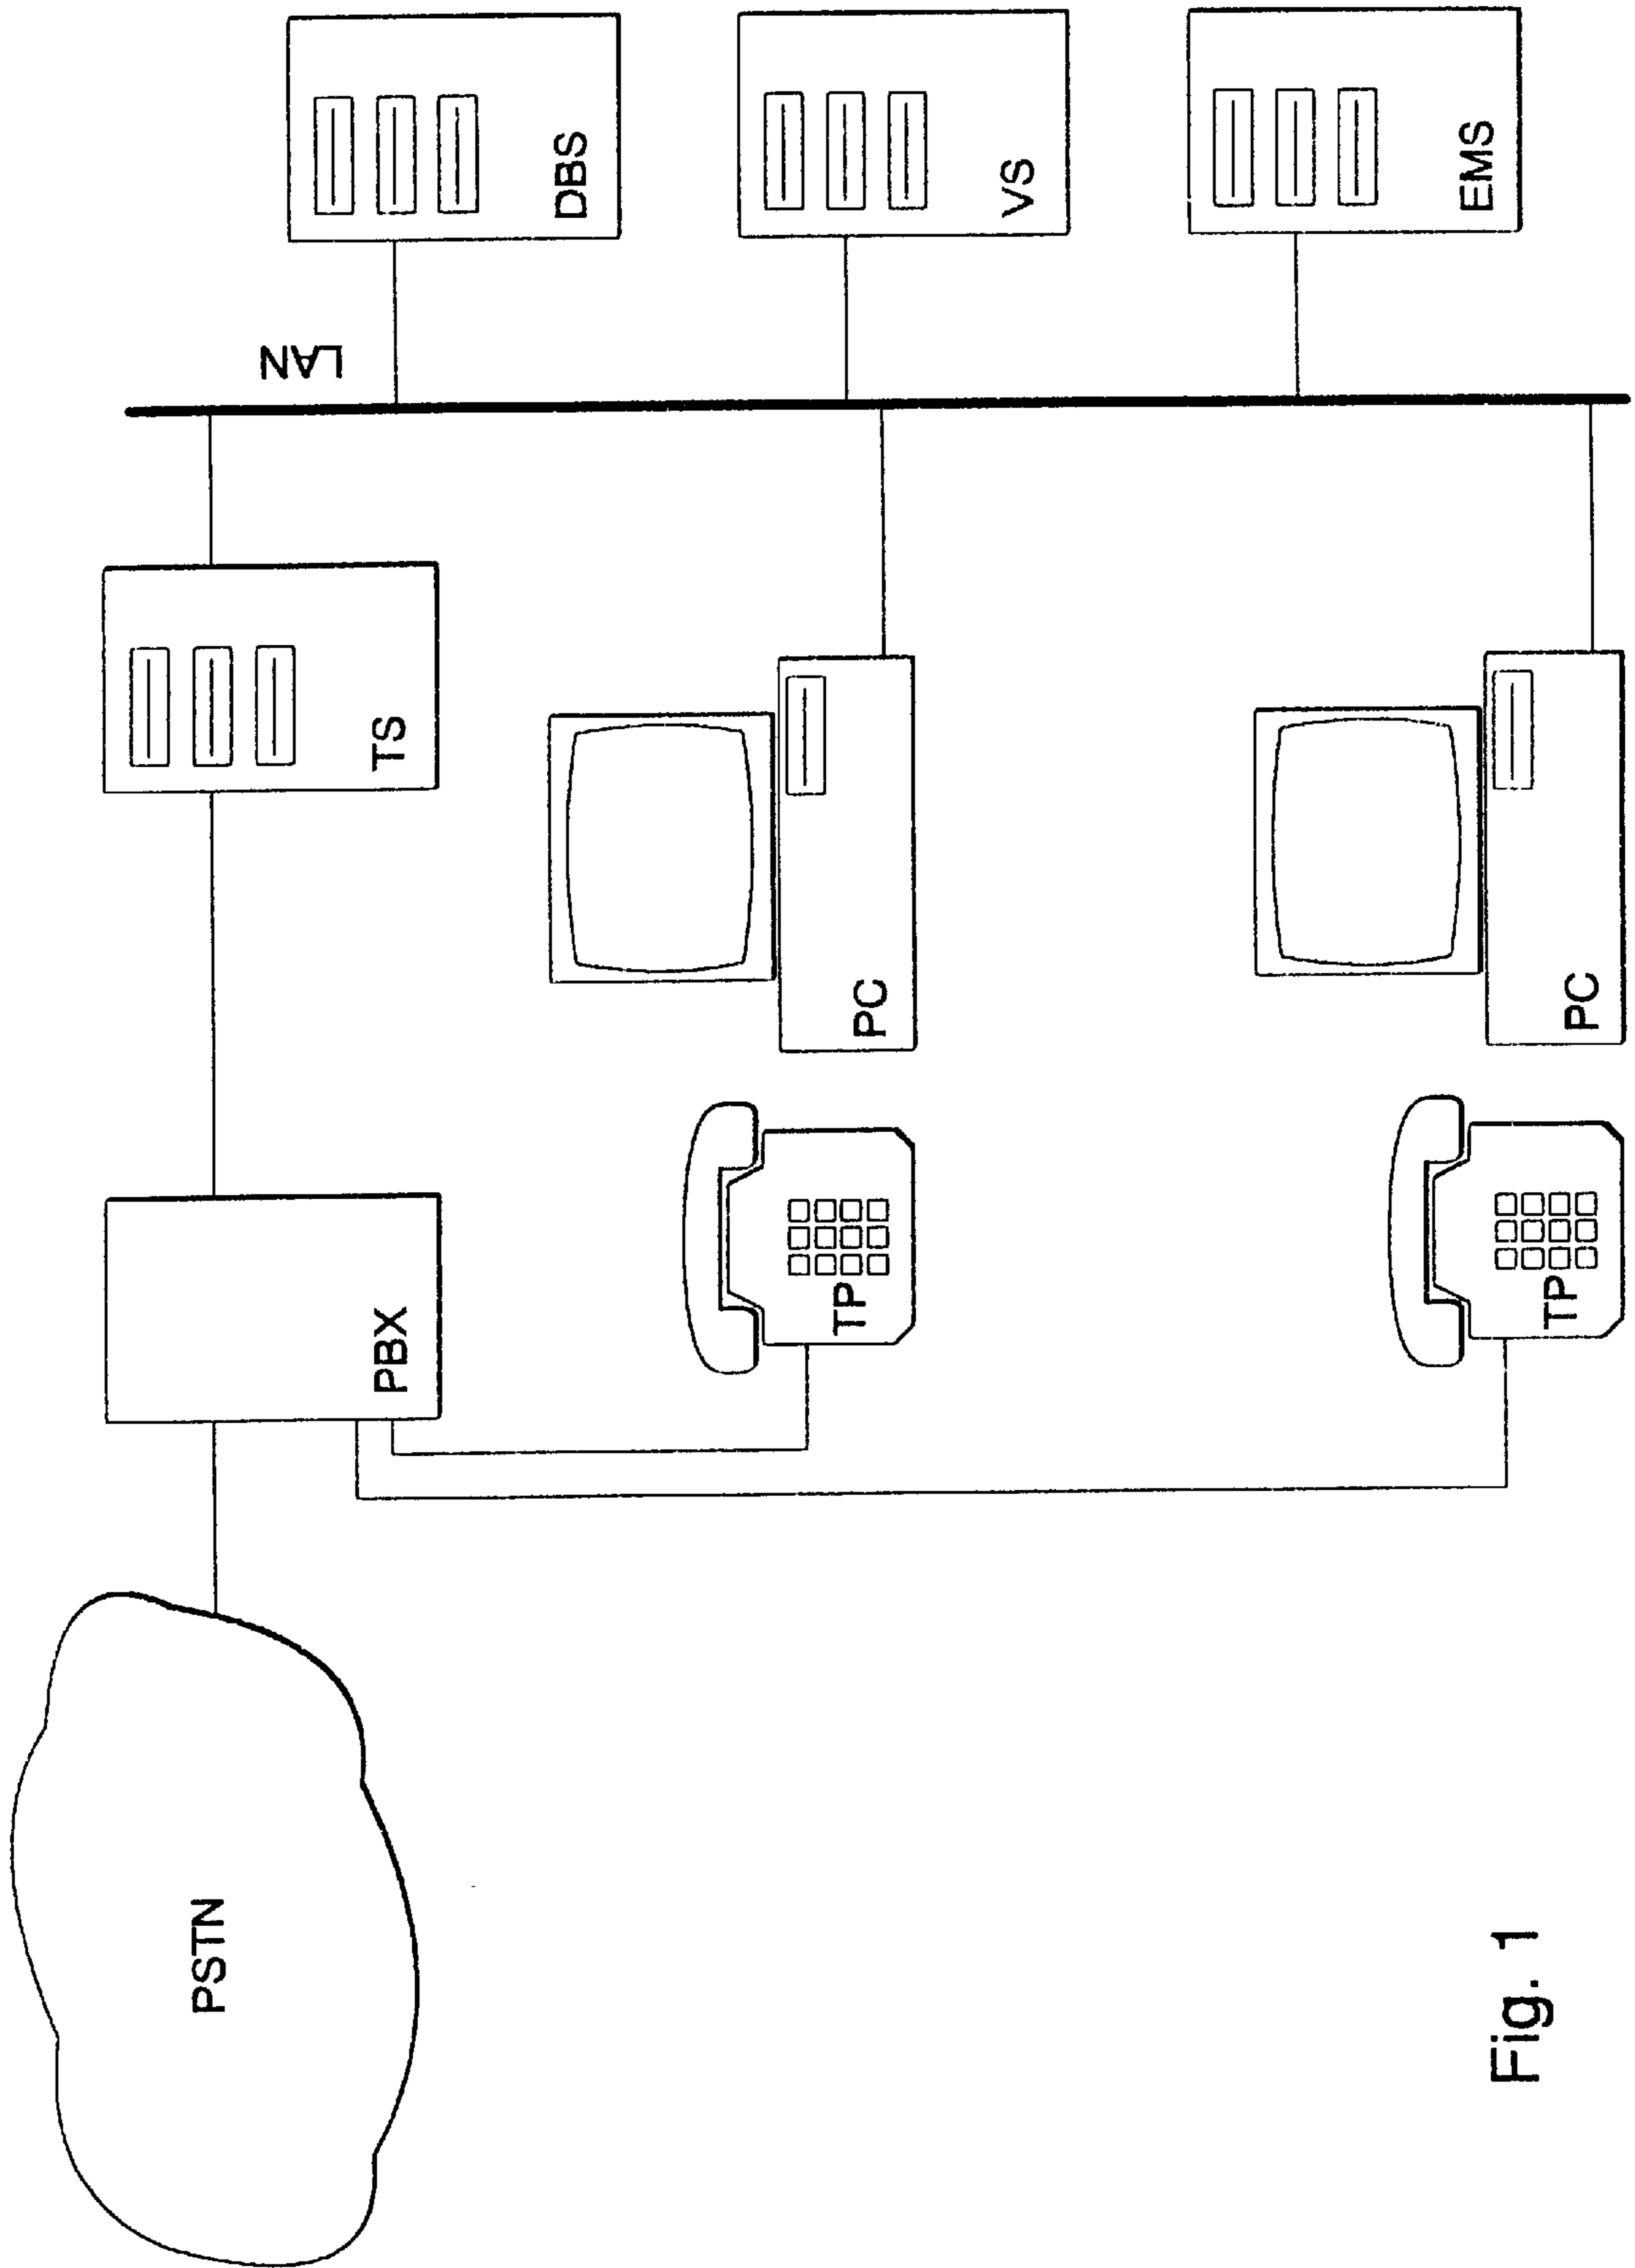 PSTN
PBX
TS
LAN
DBS
TP
PC
VS
TP
PC
EMS
Fig. 1